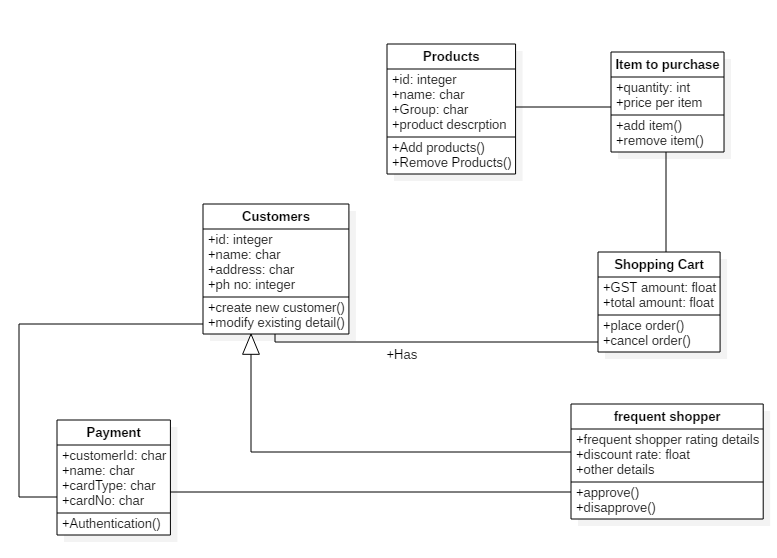 Products
+id: integer
+name: char
+Group: char
+product descrption
+Add products()
+Remove Products()
Item to purchase
+quantity: int
+price per item
+add item()
+remove item()
Customers
+id: integer
+name: char
+address: char
+ph no: integer
+create new customer()
+modify existing detail()
Shopping Cart
+GST amount: float
+total amount: float
+place order()
+cancel order()
+Has
Payment
+customerId: char
+name: char
+cardType: char
+cardNo: char
+Authentication()
frequent shopper
+frequent shopper rating details
+discount rate: float
+other details
+approve()
+disapprove()